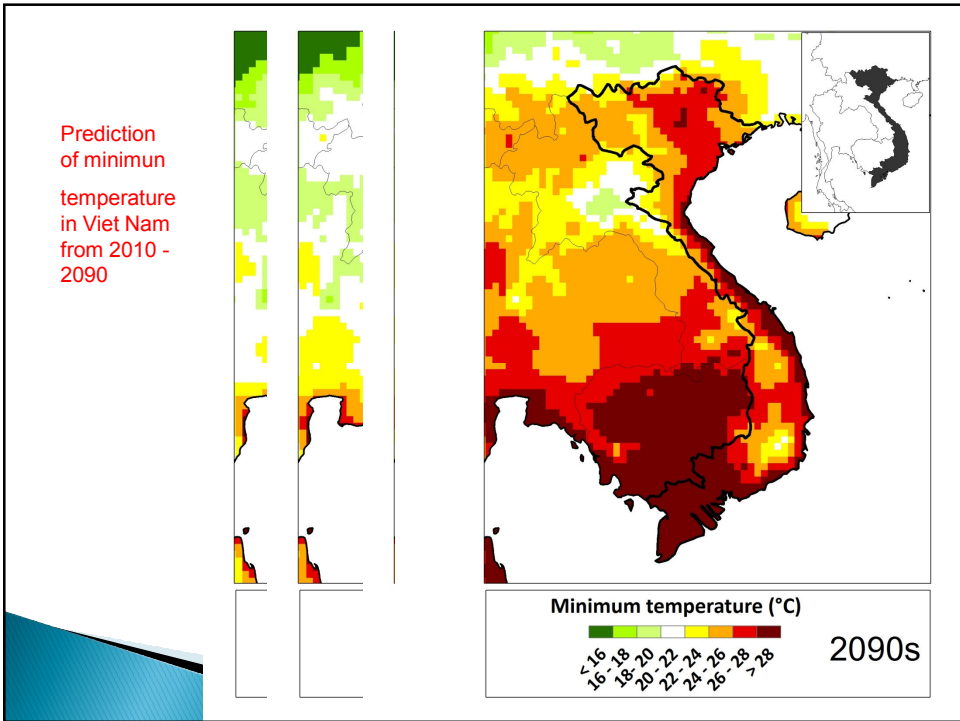 Prediction
of minimun
temperature
in Viet Nam
from 2010 -
2090
Minimum temperature (°C)
< 16
16 - 18
18- 20
20 - 22
22 - 24
24 - 26
26 - 28
> 28
2090s